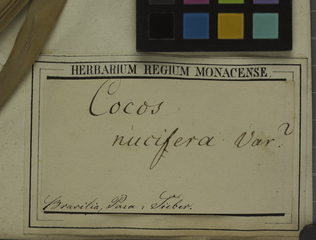 HERBARIUM REGIUM MONACENSE.
Cocos
nucifera var.?
Brasilia, Para, Sieber.